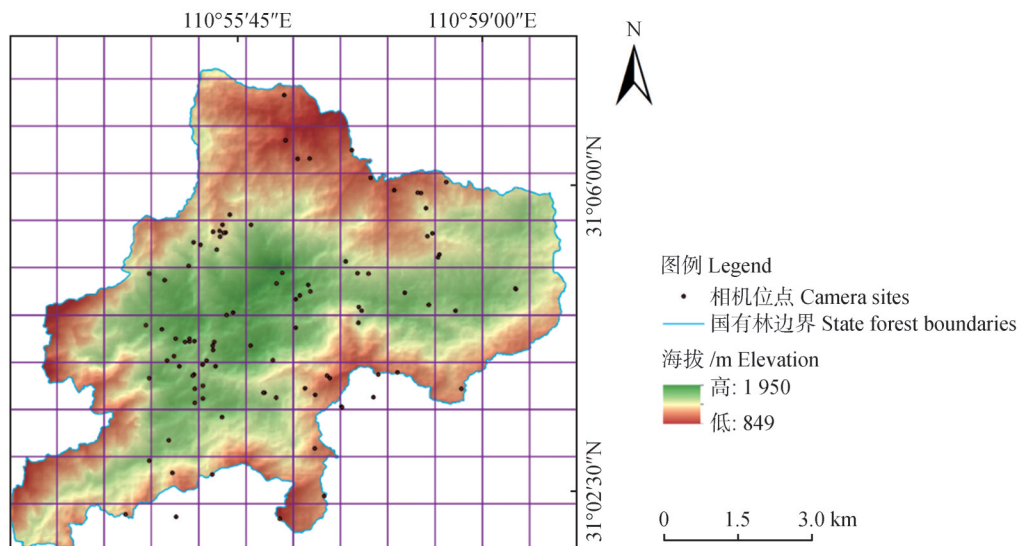 110°55′45″E 110°59′00″E
N
31°06′00″N
31°02′30″N
图例 Legend
相机位点 Camera sites
国有林边界 State forest boundaries
海拔 /m Elevation
高: 1 950
低: 849
0 1.5 3.0 km